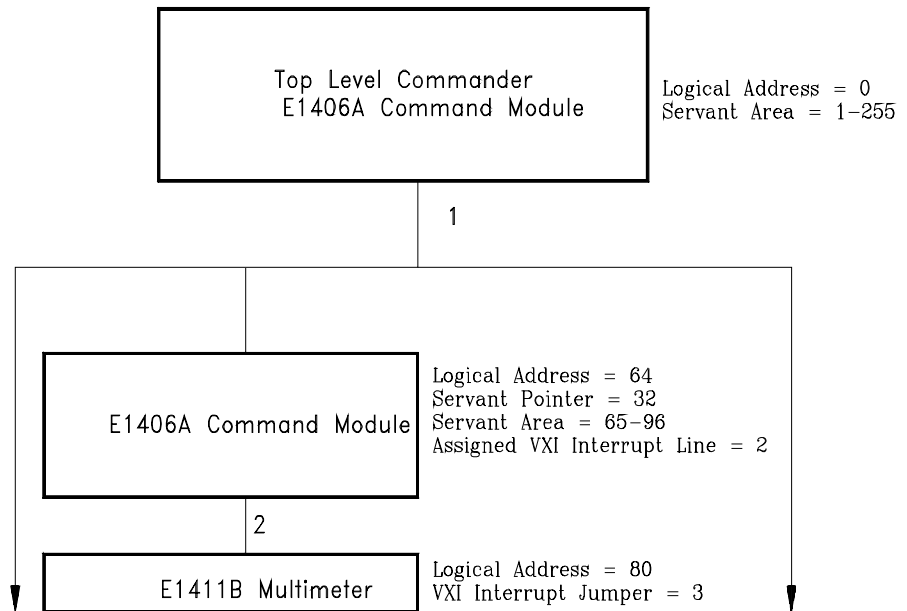 Top Level Commander
E1406A Command Module
Logical Address = 0
Servant Area = 1-255
1
E1406A Command Module
Logical Address = 64
Servant Pointer = 32
Servant Area = 65-96
Assigned VXI Interrupt Line = 2
2
E1411B Multimeter
Logical Address = 80
VXI Interrupt Jumper = 3